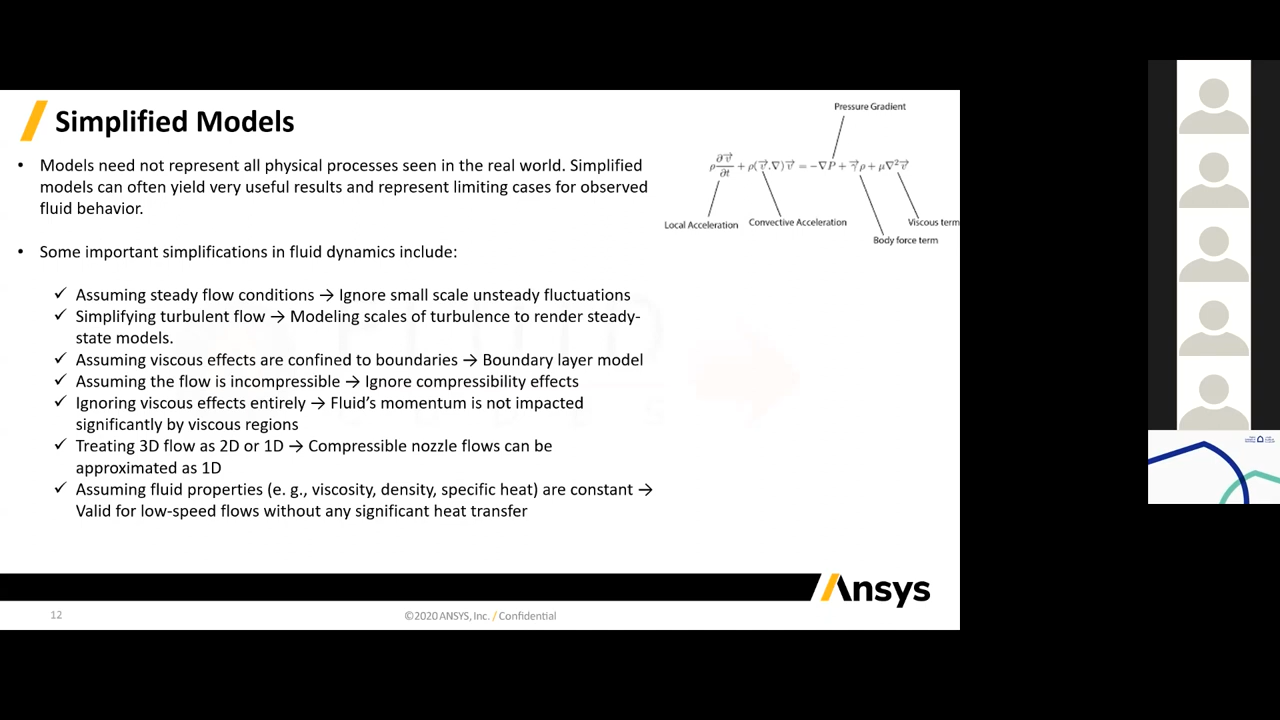 Simplified Models
• Models need not represent all physical processes seen in the real world. Simplified
models can often yield very useful results and represent limiting cases for observed
fluid behavior.
• Some important simplifications in fluid dynamics include:
✓ Assuming steady flow conditions → Ignore small scale unsteady fluctuations
✓ Simplifying turbulent flow → Modeling scales of turbulence to render steady-
state models.
✓ Assuming viscous effects are confined to boundaries → Boundary layer model
✓ Assuming the flow is incompressible → Ignore compressibility effects
✓ Ignoring viscous effects entirely → Fluid's momentum is not impacted
significantly by viscous regions
✓ Treating 3D flow as 2D or 1D → Compressible nozzle flows can be
approximated as 1D
✓ Assuming fluid properties (e. g., viscosity, density, specific heat) are constant →
Valid for low-speed flows without any significant heat transfer
Pressure Gradient
ρ ∂v⃗/∂t + ρ(v⃗.∇)v⃗ = −∇P + γ⃗ρ + μ∇²v⃗
Local Acceleration
Convective Acceleration
Viscous term
Body force term
Ansys
12
©2020 ANSYS, Inc. / Confidential